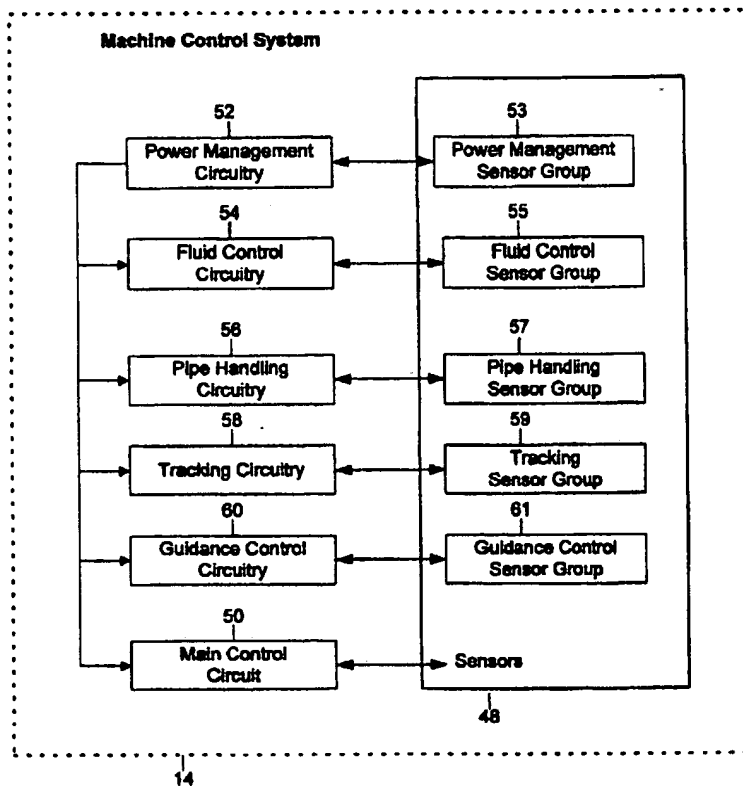 Machine Control System
52
53
Power Management
Circuitry
Power Management
Sensor Group
54
55
Fluid Control
Circuitry
Fluid Control
Sensor Group
56
57
Pipe Handling
Circuitry
Pipe Handling
Sensor Group
58
59
Tracking Circuitry
Tracking
Sensor Group
60
61
Guidance Control
Circuitry
Guidance Control
Sensor Group
50
Main Control
Circuit
Sensors
48
14